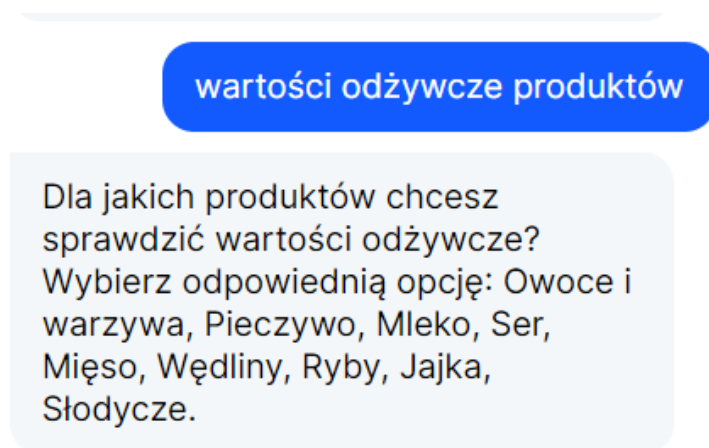 wartości odżywcze produktów
Dla jakich produktów chcesz
sprawdzić wartości odżywcze?
Wybierz odpowiednią opcję: Owoce i
warzywa, Pieczywo, Mleko, Ser,
Mięso, Wędliny, Ryby, Jajka,
Słodycze.